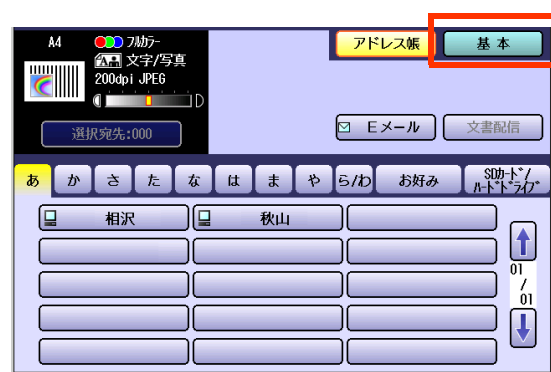 A4 フルカラー
文字/写真
200dpi JPEG
選択宛先:000
アドレス帳 基本
Eメール 文書配信
あ か さ た な は ま や ら/わ お好み SDカード/ハードドライブ
相沢 秋山
01
/
01